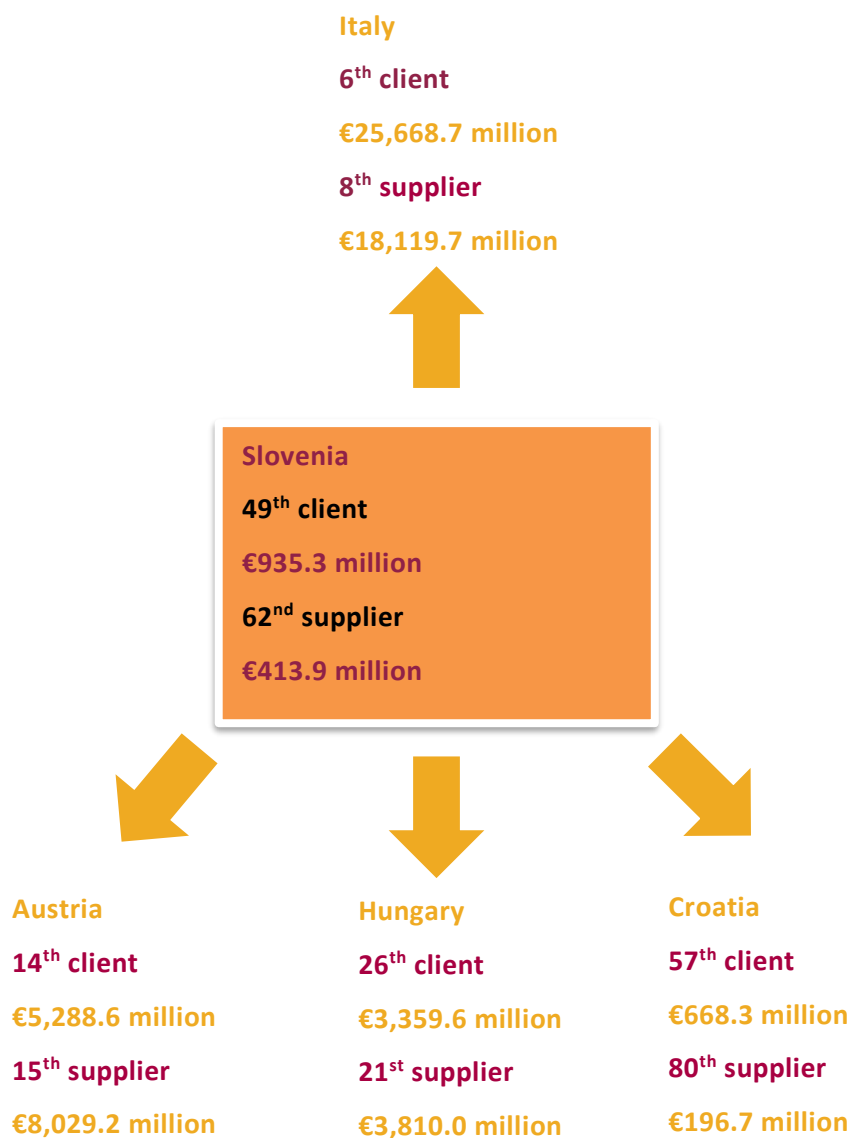 Italy
6th client
€25,668.7 million
8th supplier
€18,119.7 million
Slovenia
49th client
€935.3 million
62nd supplier
€413.9 million
Austria
14th client
€5,288.6 million
15th supplier
€8,029.2 million
Hungary
26th client
€3,359.6 million
21st supplier
€3,810.0 million
Croatia
57th client
€668.3 million
80th supplier
€196.7 million